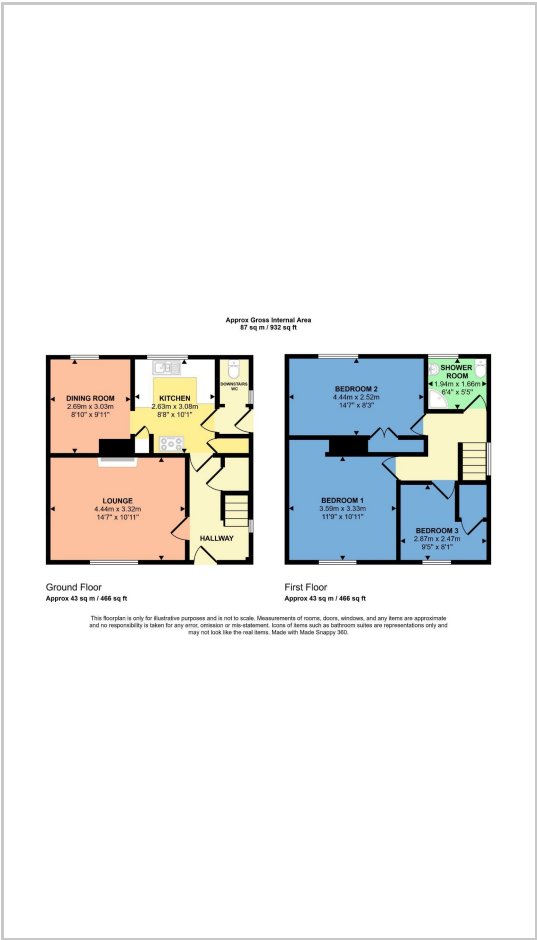 Approx Gross Internal Area
87 sq m / 932 sq ft
DINING ROOM
2.69m x 3.03m
8'10" x 9'11"
KITCHEN
2.63m x 3.08m
8'8" x 10'1"
DOWNSTAIRS
WC
LOUNGE
4.44m x 3.32m
14'7" x 10'11"
HALLWAY
Ground Floor
Approx 43 sq m / 466 sq ft
BEDROOM 2
4.44m x 2.52m
14'7" x 8'3"
SHOWER
ROOM
1.94m x 1.66m
6'4" x 5'5"
BEDROOM 1
3.59m x 3.33m
11'9" x 10'11"
BEDROOM 3
2.87m x 2.47m
9'5" x 8'1"
First Floor
Approx 43 sq m / 466 sq ft
This floorplan is only for illustrative purposes and is not to scale. Measurements of rooms, doors, windows, and any items are approximate
and no responsibility is taken for any error, omission or mis-statement. Icons of items such as bathroom suites are representations only and
may not look like the real items. Made with Made Snappy 360.